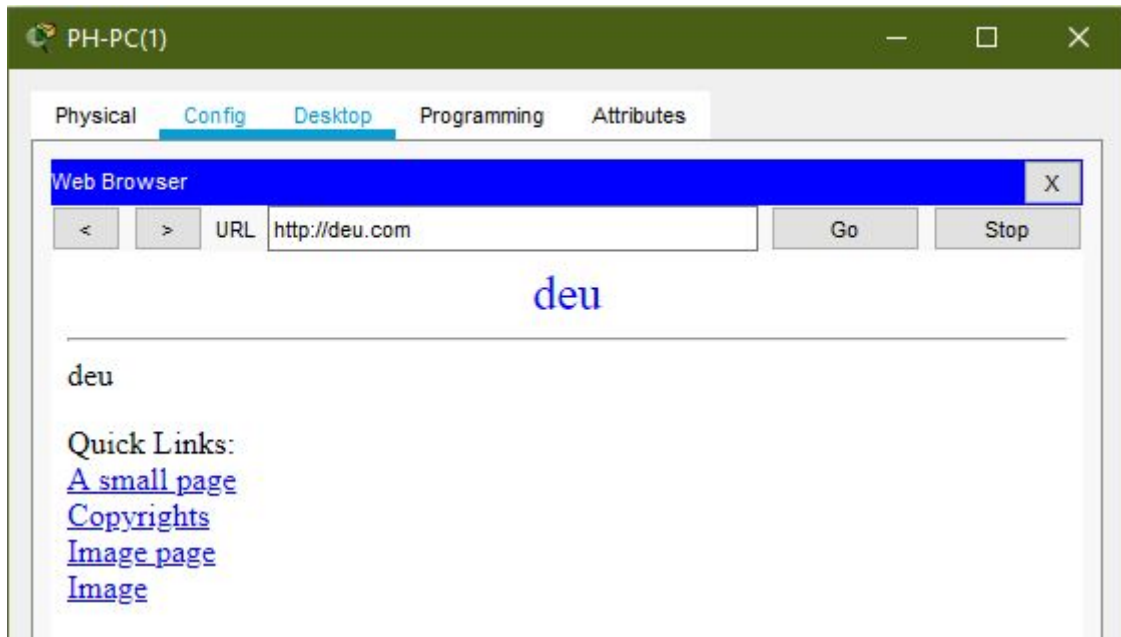 PH-PC(1)
Physical Config Desktop Programming Attributes
Web Browser X
< > URL http://deu.com Go Stop
deu
deu
Quick Links:
A small page
Copyrights
Image page
Image